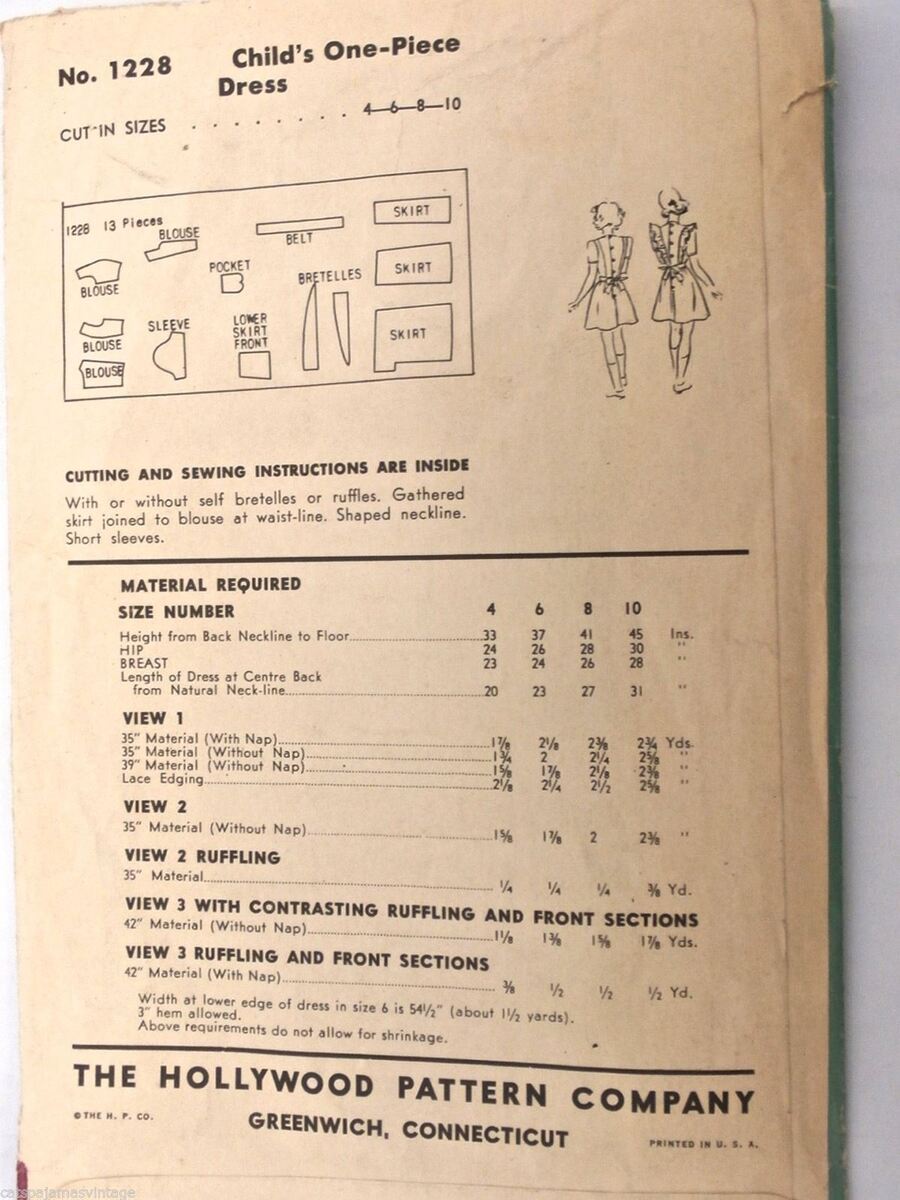 No. 1228 Child's One-Piece
Dress
CUT IN SIZES . . . . . . . . 4—6—8—10
1228 13 Pieces
BLOUSE
BELT
SKIRT
BLOUSE
POCKET
BRETELLES
SKIRT
BLOUSE
SLEEVE
LOWER
SKIRT
FRONT
SKIRT
BLOUSE
CUTTING AND SEWING INSTRUCTIONS ARE INSIDE
With or without self bretelles or ruffles. Gathered
skirt joined to blouse at waist-line. Shaped neckline.
Short sleeves.
MATERIAL REQUIRED
SIZE NUMBER 4 6 8 10
Height from Back Neckline to Floor 33 37 41 45 Ins.
HIP 24 26 28 30 "
BREAST 23 24 26 28 "
Length of Dress at Centre Back
from Natural Neck-line 20 23 27 31 "
VIEW 1
35" Material (With Nap) 1⅞ 2⅛ 2⅜ 2¾ Yds.
35" Material (Without Nap) 1¾ 2 2¼ 2⅝ "
39" Material (Without Nap) 1⅝ 1⅞ 2⅛ 2⅜ "
Lace Edging 2⅛ 2¼ 2½ 2⅝ "
VIEW 2
35" Material (Without Nap) 1⅝ 1⅞ 2 2⅜ "
VIEW 2 RUFFLING
35" Material ¼ ¼ ¼ ⅜ Yd.
VIEW 3 WITH CONTRASTING RUFFLING AND FRONT SECTIONS
42" Material (Without Nap) 1⅛ 1⅜ 1⅝ 1⅞ Yds.
VIEW 3 RUFFLING AND FRONT SECTIONS
42" Material (With Nap) ⅜ ½ ½ ½ Yd.
Width at lower edge of dress in size 6 is 54½" (about 1½ yards).
3" hem allowed.
Above requirements do not allow for shrinkage.
THE HOLLYWOOD PATTERN COMPANY
© THE H. P. CO.
GREENWICH, CONNECTICUT
PRINTED IN U. S. A.
catspajamasvintage